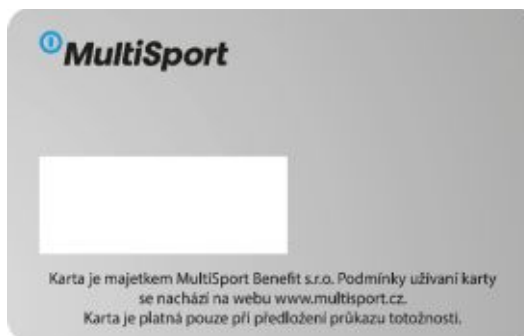 MultiSport
Karta je majetkem MultiSport Benefit s.r.o. Podmínky užívaní karty
se nachází na webu www.multisport.cz.
Karta je platná pouze při předložení průkazu totožnosti.